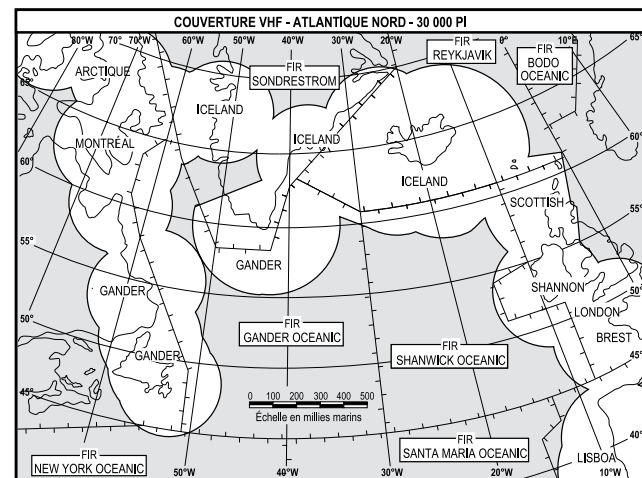 COUVERTURE VHF - ATLANTIQUE NORD - 30 000 PI
80°W 70°W 60°W 50°W 40°W 30°W 20°W 10°W 0° 10°E
65° 65°
ARCTIQUE
FIR
SONDRESTROM
FIR
REYKJAVIK
FIR
BODO
OCEANIC
ICELAND
ICELAND
MONTRÉAL
60° 60°
ICELAND
SCOTTISH
55° 55°
GANDER
SHANNON
GANDER
LONDON
50° 50°
FIR
GANDER OCEANIC
BREST
GANDER
FIR
SHANWICK OCEANIC
45° 45°
0 100 200 300 400 500
Échelle en millies marins
FIR
NEW YORK OCEANIC
FIR
SANTA MARIA OCEANIC
LISBOA
40°
50°W 40°W 30°W 20°W 10°W